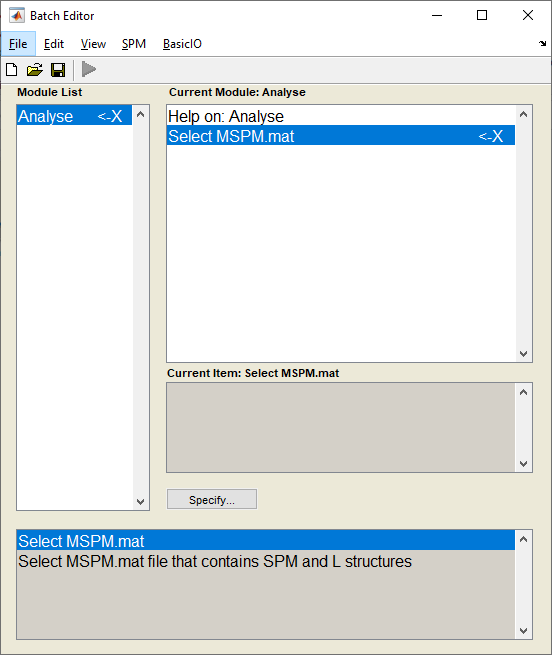 Batch Editor
File Edit View SPM BasicIO
Module List
Current Module: Analyse
Analyse <-X
Help on: Analyse
Select MSPM.mat <-X
Current Item: Select MSPM.mat
Specify...
Select MSPM.mat
Select MSPM.mat file that contains SPM and L structures